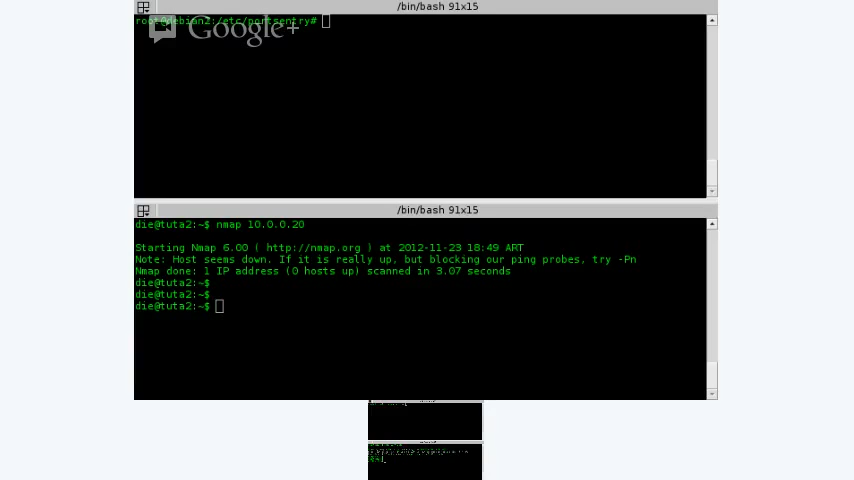 /bin/bash 91x15
root@debian2:/etc/portsentry#
Google+
/bin/bash 91x15
die@tuta2:~$ nmap 10.0.0.20
Starting Nmap 6.00 ( http://nmap.org ) at 2012-11-23 18:49 ART
Note: Host seems down. If it is really up, but blocking our ping probes, try -Pn
Nmap done: 1 IP address (0 hosts up) scanned in 3.07 seconds
die@tuta2:~$
die@tuta2:~$
die@tuta2:~$